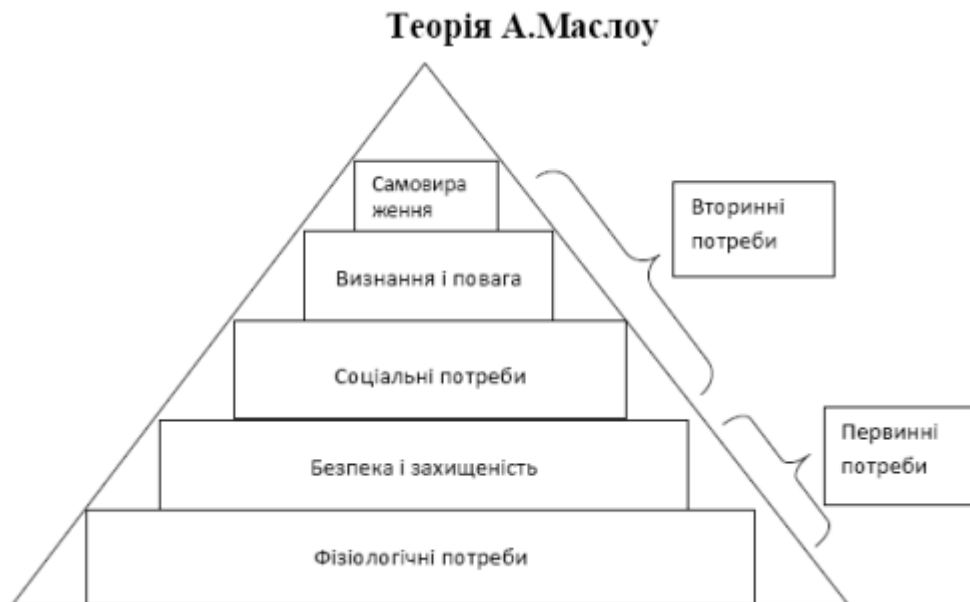 Теорія А.Маслоу
Самовира
ження
Вторинні
потреби
Визнання і повага
Соціальні потреби
Первинні
потреби
Безпека і захищеність
Фізіологічні потреби